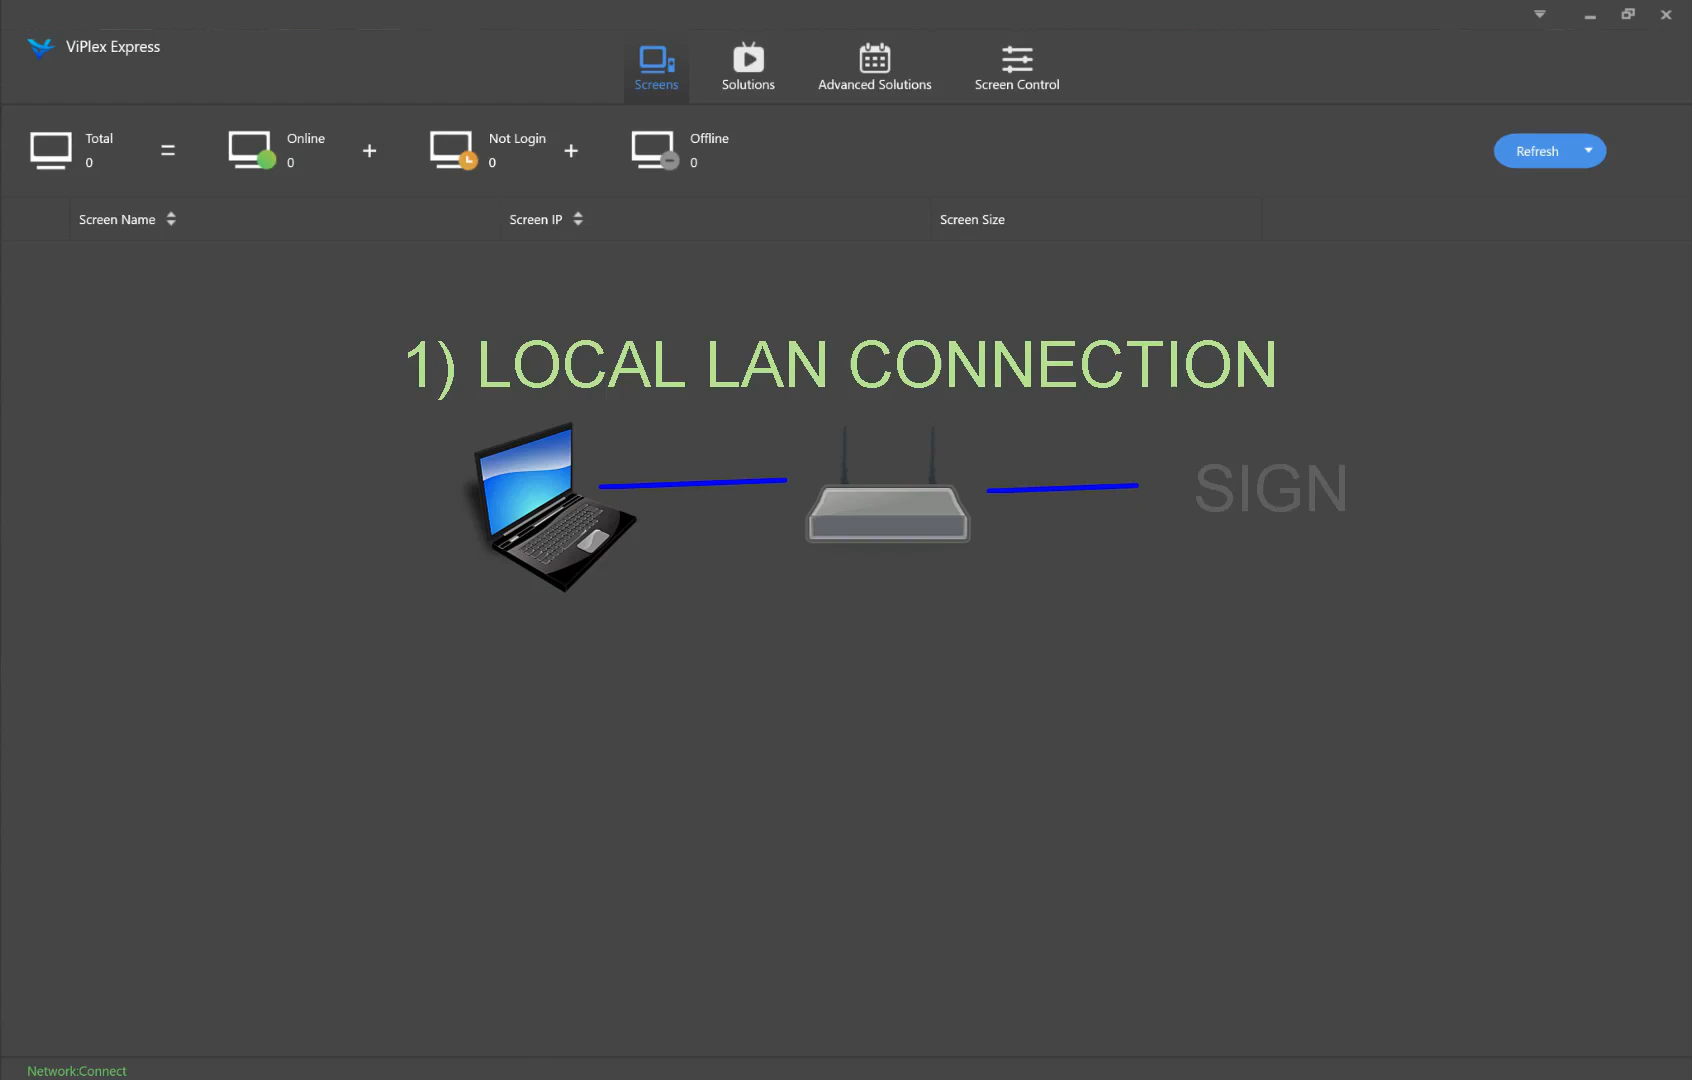 ViPlex Express
Screens
Solutions
Advanced Solutions
Screen Control
Total
0
=
Online
0
+
Not Login
0
+
Offline
0
Refresh
Screen Name
Screen IP
Screen Size
1) LOCAL LAN CONNECTION
SIGN
Network:Connect